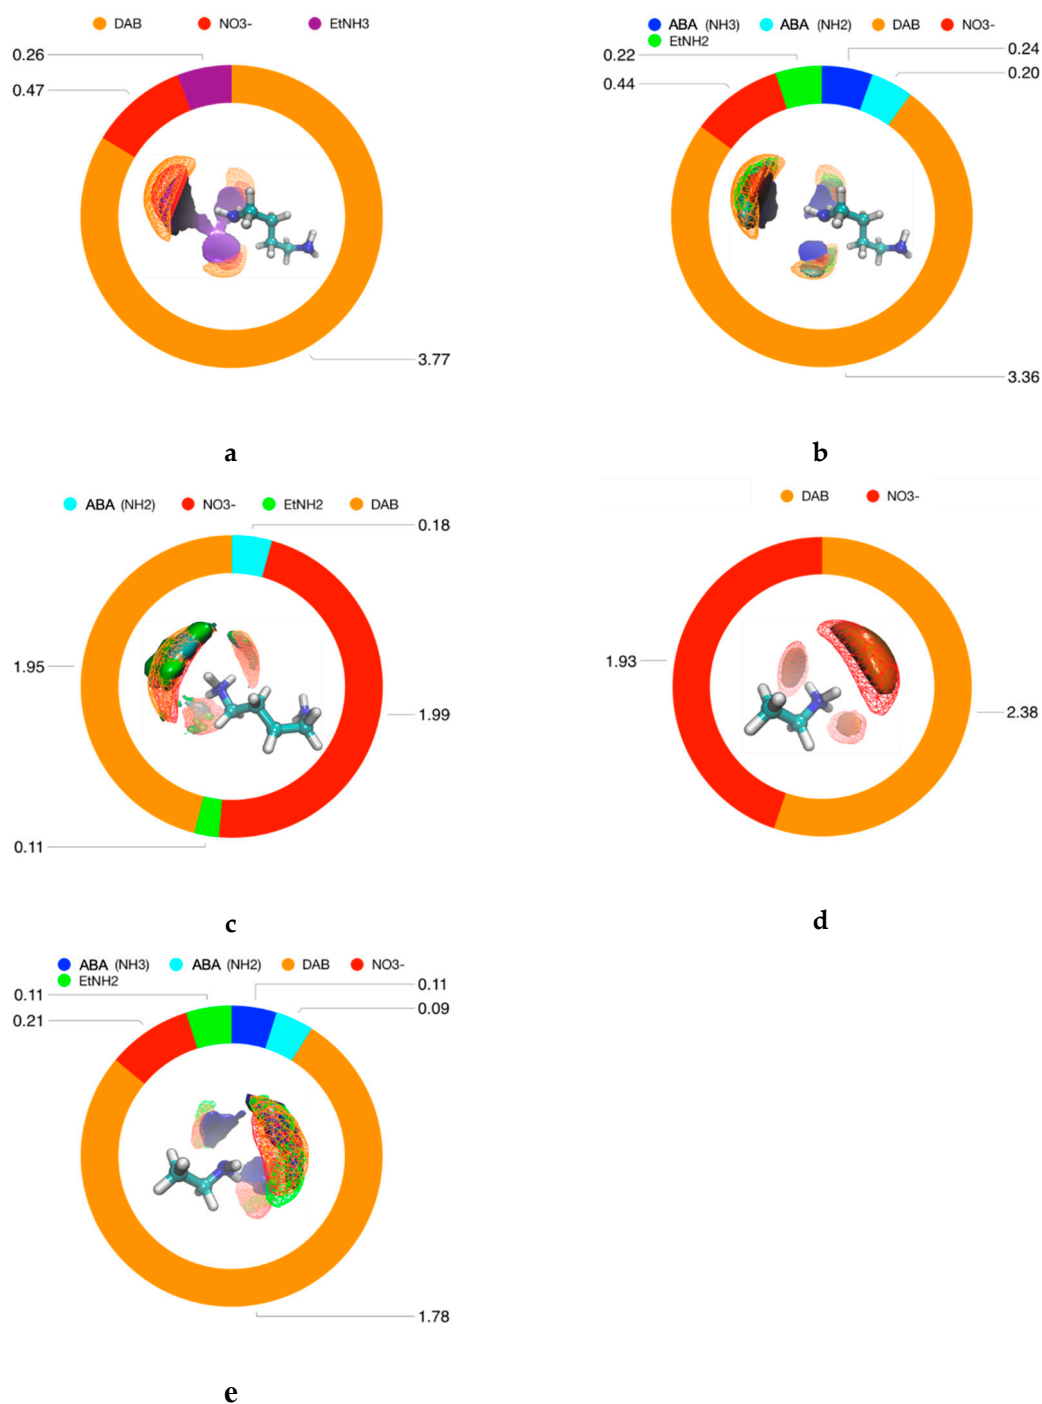 DAB NO3- EtNH3
0.26
0.47
3.77
a
ABA (NH3) ABA (NH2) DAB NO3-
EtNH2
0.22
0.44
0.24
0.20
3.36
b
ABA (NH2) NO3- EtNH2 DAB
0.18
1.95
1.99
0.11
c
DAB NO3-
1.93
2.38
d
ABA (NH3) ABA (NH2) DAB NO3-
EtNH2
0.11
0.21
0.11
0.09
1.78
e